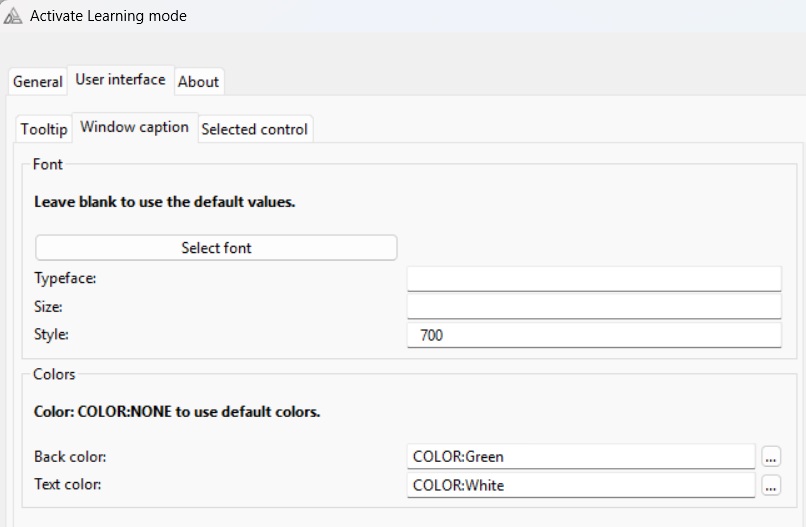 Activate Learning mode
General User interface About
Tooltip Window caption Selected control
Font
Leave blank to use the default values.
Select font
Typeface:
Size:
Style: 700
Colors
Color: COLOR:NONE to use default colors.
Back color: COLOR:Green ...
Text color: COLOR:White ...